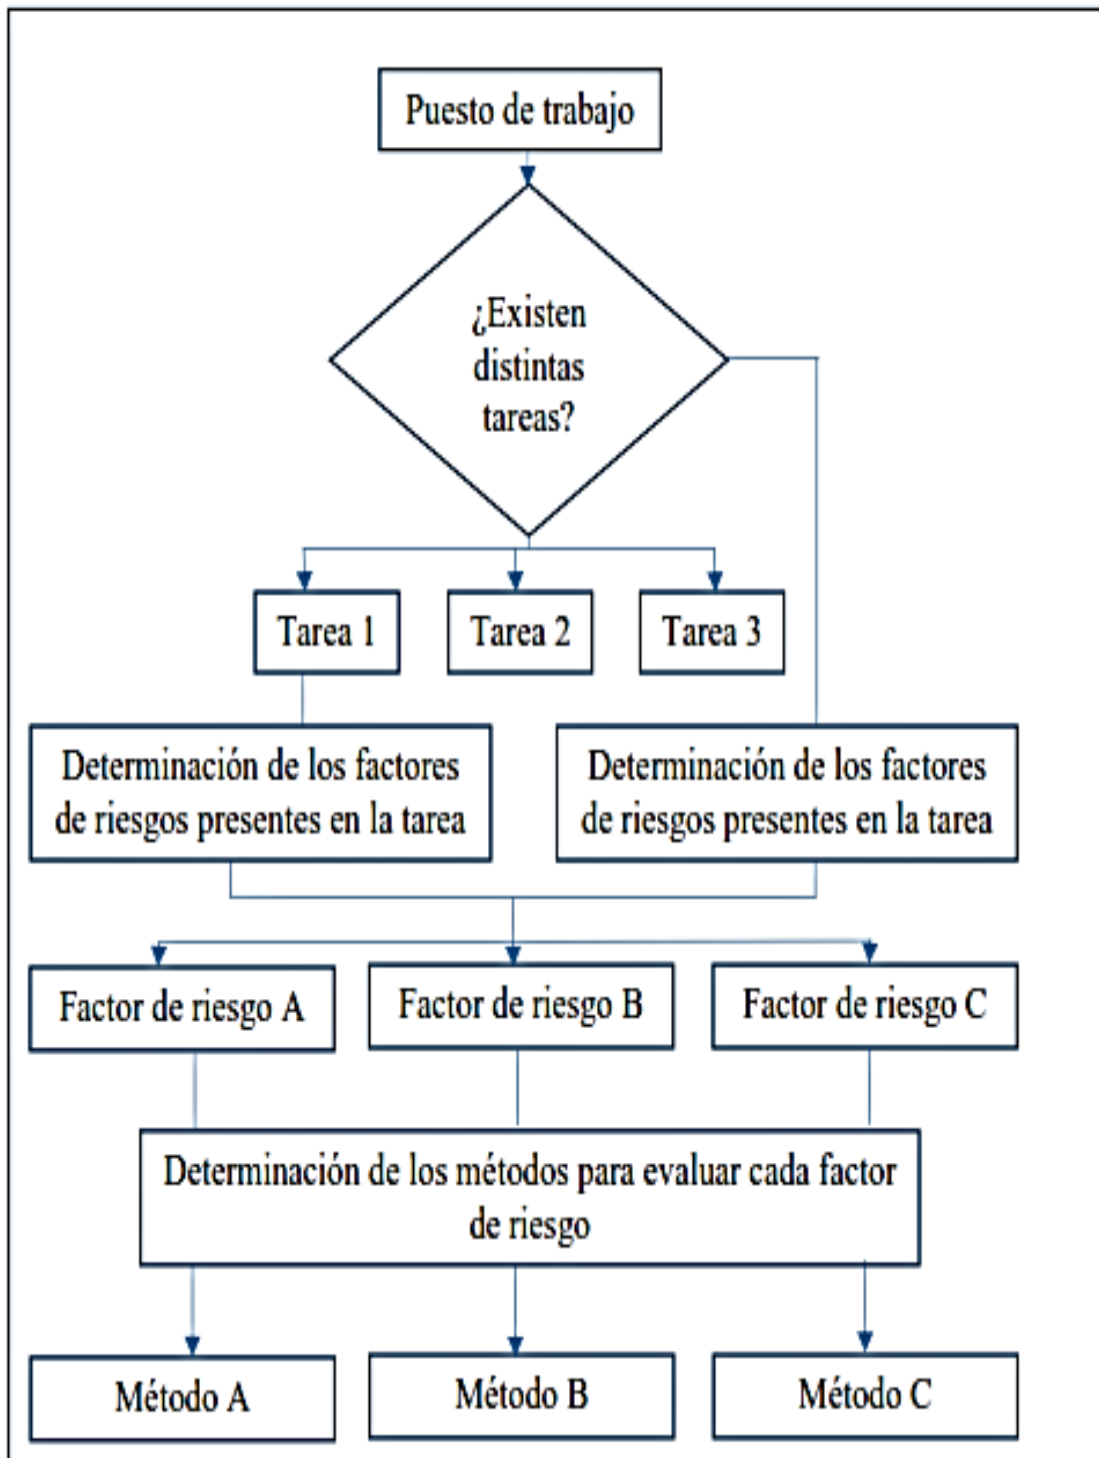 Puesto de trabajo
¿Existen
distintas
tareas?
Tarea 1
Tarea 2
Tarea 3
Determinación de los factores
de riesgos presentes en la tarea
Determinación de los factores
de riesgos presentes en la tarea
Factor de riesgo A
Factor de riesgo B
Factor de riesgo C
Determinación de los métodos para evaluar cada factor
de riesgo
Método A
Método B
Método C